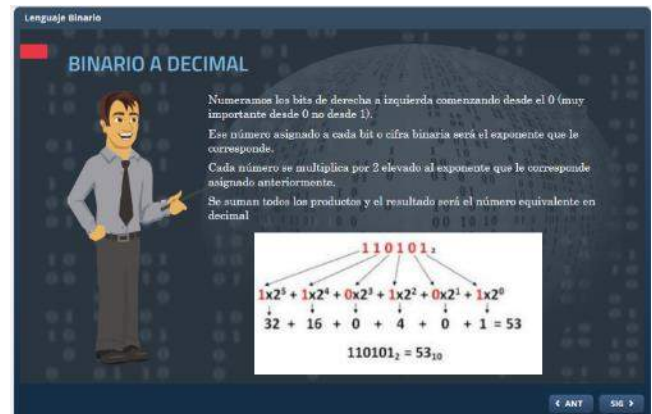 Lenguaje Binario
BINARIO A DECIMAL
Numeramos los bits de derecha a izquierda comenzando desde el 0 (muy
importante desde 0 no desde 1).
Ese número asignado a cada bit o cifra binaria será el exponente que le
corresponde.
Cada número se multiplica por 2 elevado al exponente que le corresponde
asignado anteriormente.
Se suman todos los productos y el resultado será el número equivalente en
decimal
110101₂
1x2⁵ + 1x2⁴ + 0x2³ + 1x2² + 0x2¹ + 1x2⁰
32 + 16 + 0 + 4 + 0 + 1 = 53
110101₂ = 53₁₀
‹ ANT SIG ›